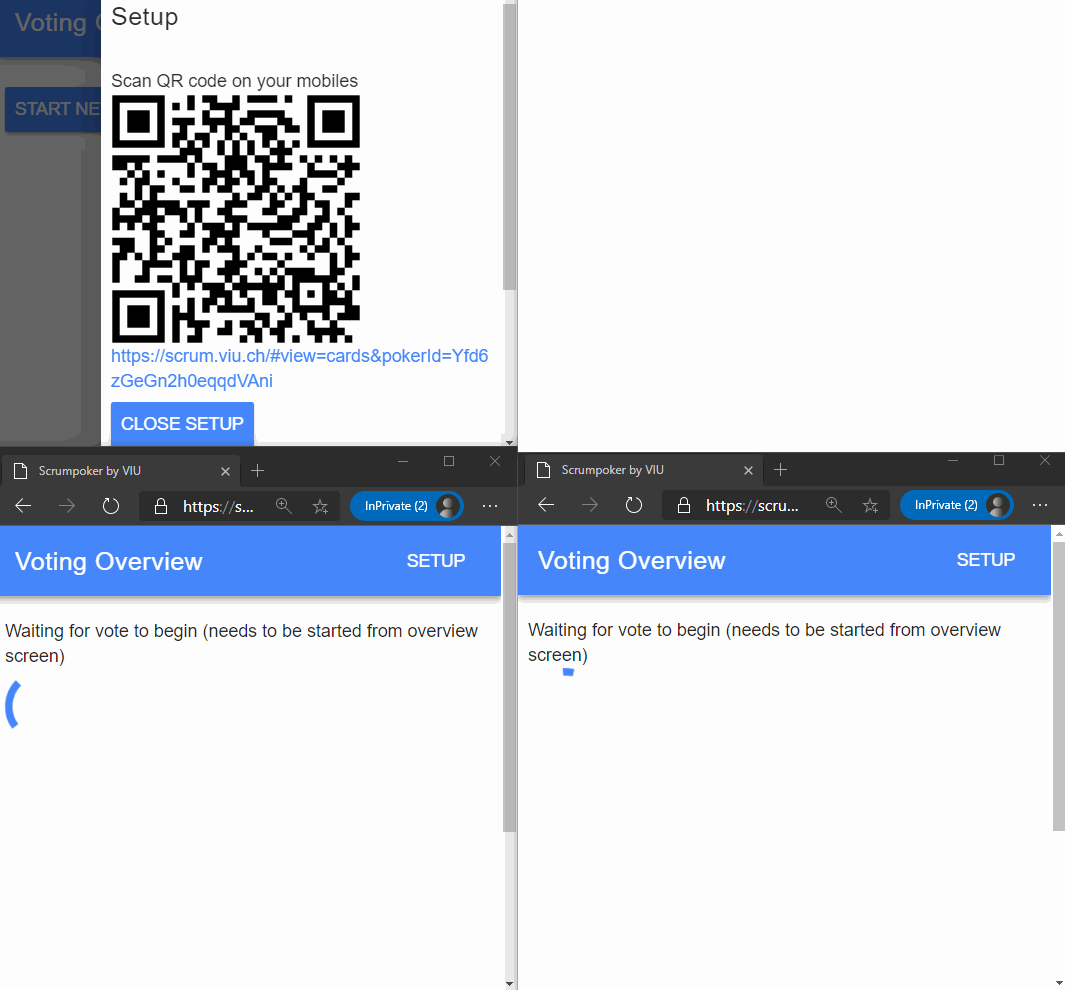 Voting
Setup
START NE
Scan QR code on your mobiles
https://scrum.viu.ch/#view=cards&pokerId=Yfd6
zGeGn2h0eqqdVAni
CLOSE SETUP
Scrumpoker by VIU
https://s...
InPrivate (2)
Voting Overview
SETUP
Waiting for vote to begin (needs to be started from overview
screen)
Scrumpoker by VIU
https://scru...
InPrivate (2)
Voting Overview
SETUP
Waiting for vote to begin (needs to be started from overview
screen)